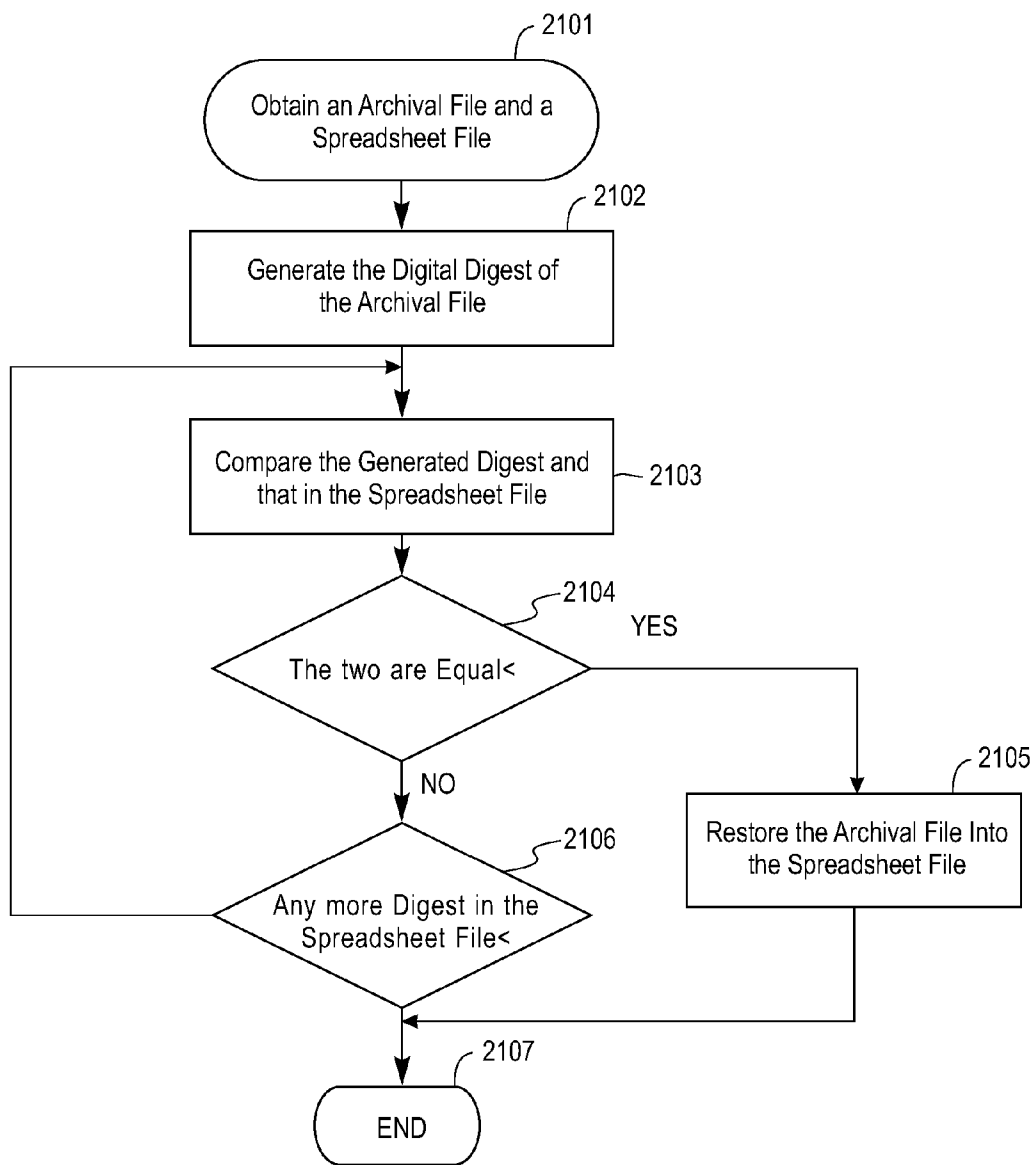 2101
Obtain an Archival File and a
Spreadsheet File
2102
Generate the Digital Digest of
the Archival File
Compare the Generated Digest and
that in the Spreadsheet File
2103
2104
YES
The two are Equal<
NO
2105
Restore the Archival File Into
the Spreadsheet File
2106
Any more Digest in the
Spreadsheet File<
2107
END